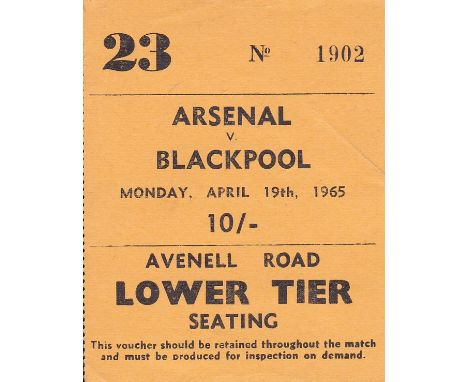 23 Nº 1902
ARSENAL
V.
BLACKPOOL
MONDAY, APRIL 19th, 1965
10/-
AVENELL ROAD
LOWER TIER
SEATING
This voucher should be retained throughout the match
and must be produced for inspection on demand.